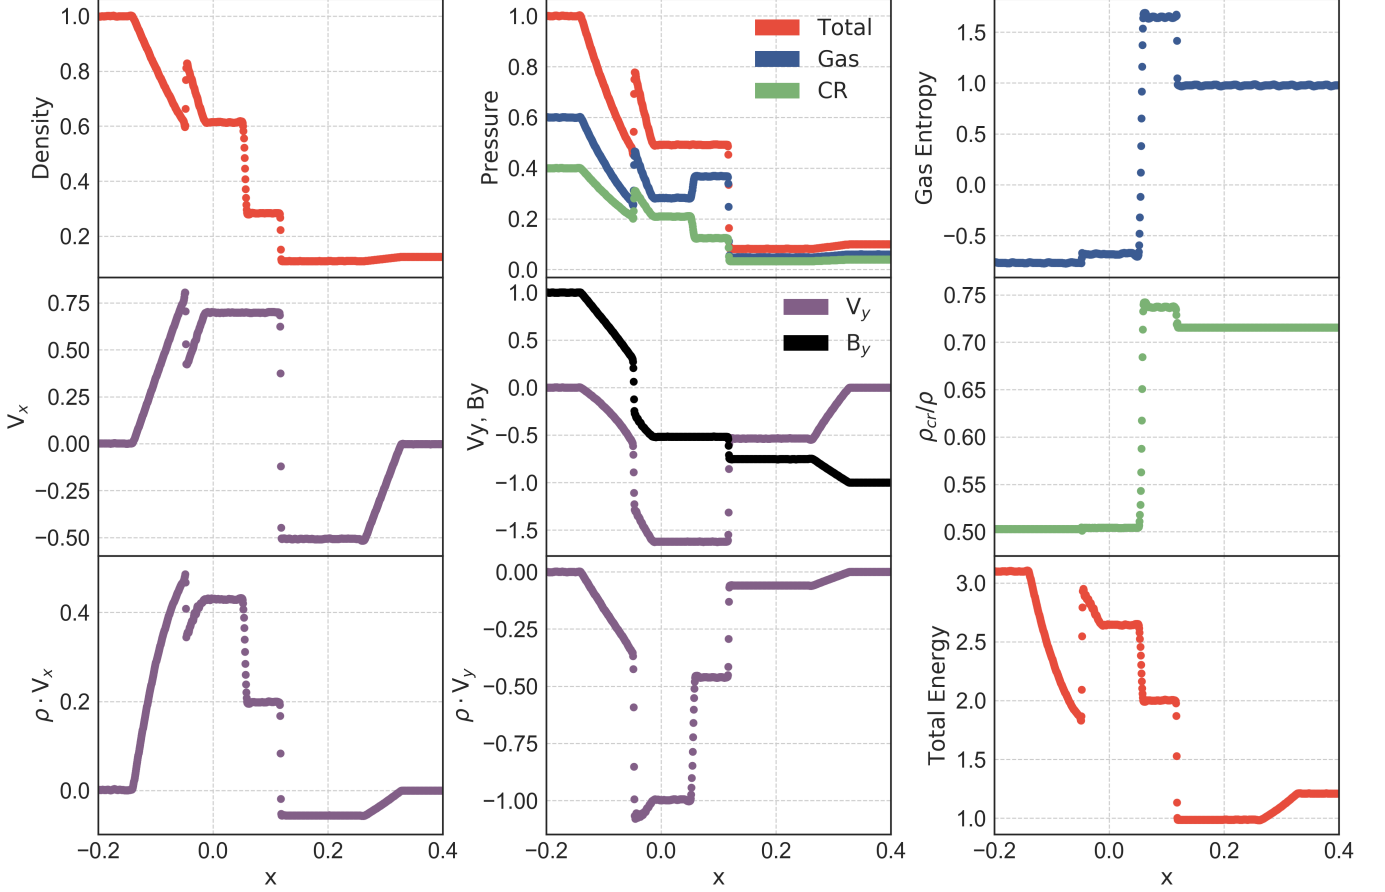 1.0
0.8
0.6
0.4
0.2
Density
1.0
0.8
0.6
0.4
0.2
0.0
Pressure
Total
Gas
CR
1.5
1.0
0.5
0.0
−0.5
Gas Entropy
0.75
0.50
0.25
0.00
−0.25
−0.50
Vₓ
1.0
0.5
0.0
−0.5
−1.0
−1.5
Vy, By
V_y
B_y
0.75
0.70
0.65
0.60
0.55
0.50
ρ_cr/ρ
0.4
0.2
0.0
ρ · Vₓ
−0.2 0.0 0.2 0.4
x
0.00
−0.25
−0.50
−0.75
−1.00
ρ · V_y
0.0 0.2 0.4
x
3.0
2.5
2.0
1.5
1.0
Total Energy
−0.2 0.0 0.2 0.4
x